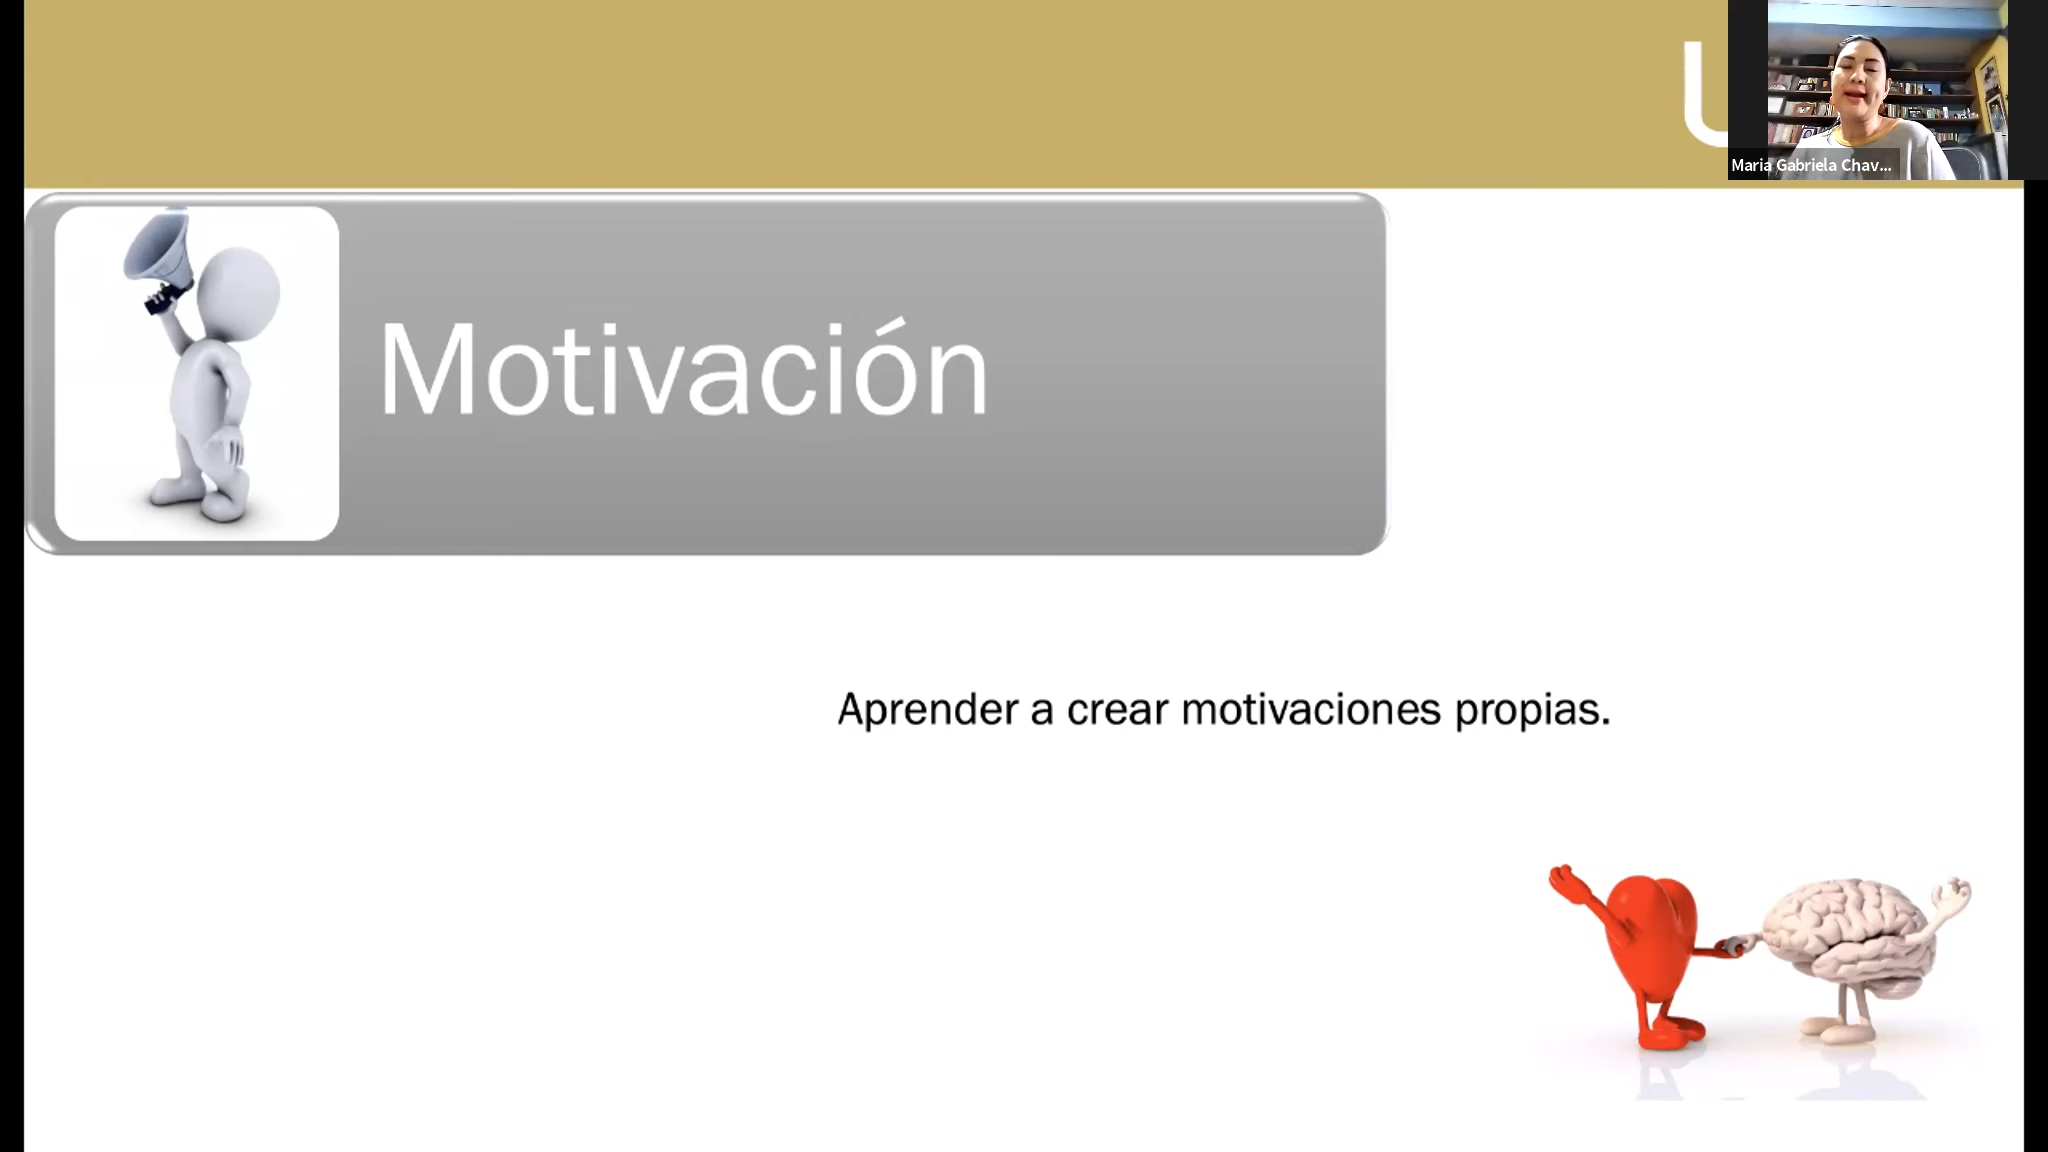 Maria Gabriela Chav...
Motivación
Aprender a crear motivaciones propias.